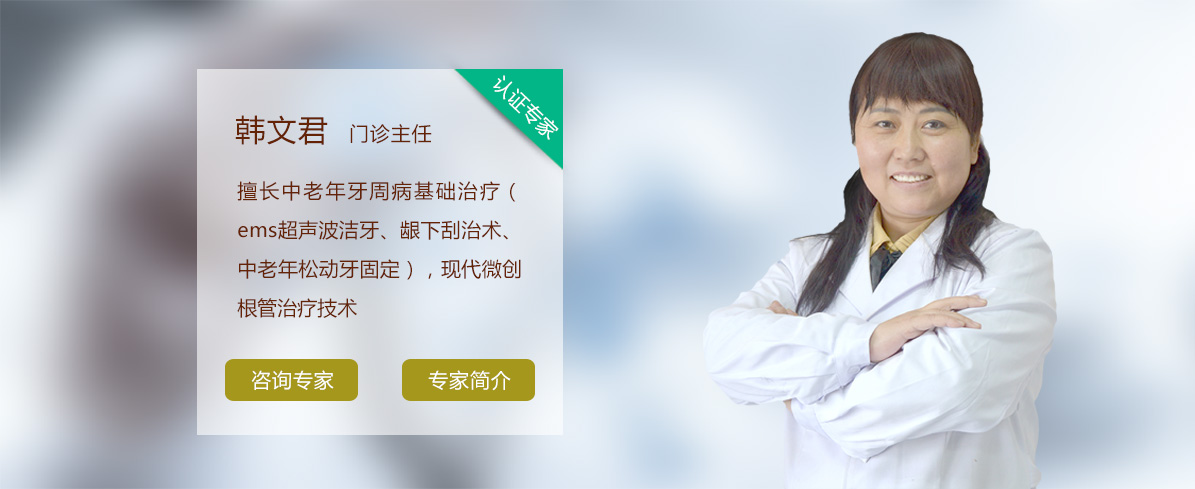 认证专家
韩文君 门诊主任
擅长中老年牙周病基础治疗（
ems超声波洁牙、龈下刮治术、
中老年松动牙固定），现代微创
根管治疗技术
咨询专家 专家简介